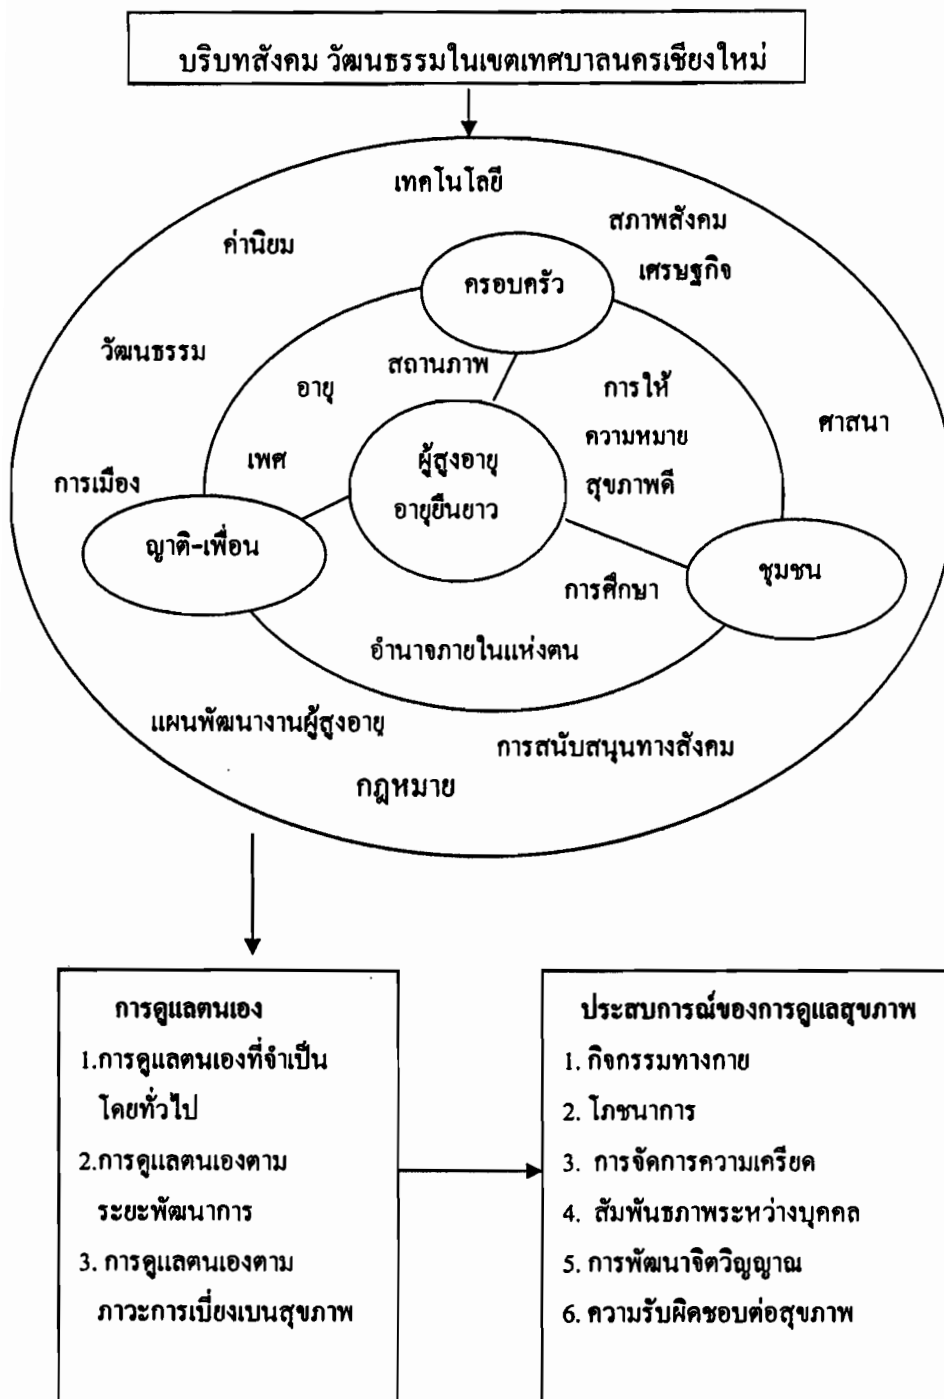 บริบทสังคม วัฒนธรรมในเขตเทศบาลนครเชียงใหม่
เทคโนโลยี
ค่านิยม
สภาพสังคม
เศรษฐกิจ
ครอบครัว
วัฒนธรรม
สถานภาพ
อายุ
การให้
ความหมาย
สุขภาพดี
ศาสนา
เพศ
ผู้สูงอายุ
อายุยืนยาว
การเมือง
ญาติ-เพื่อน
ชุมชน
การศึกษา
อำนาจภายในแห่งตน
แผนพัฒนางานผู้สูงอายุ
การสนับสนุนทางสังคม
กฎหมาย
การดูแลตนเอง
1.การดูแลตนเองที่จำเป็น
โดยทั่วไป
2.การดูแลตนเองตาม
ระยะพัฒนาการ
3. การดูแลตนเองตาม
ภาวะการเบี่ยงเบนสุขภาพ
ประสบการณ์ของการดูแลสุขภาพ
1. กิจกรรมทางกาย
2. โภชนาการ
3. การจัดการความเครียด
4. สัมพันธภาพระหว่างบุคคล
5. การพัฒนาจิตวิญญาณ
6. ความรับผิดชอบต่อสุขภาพ